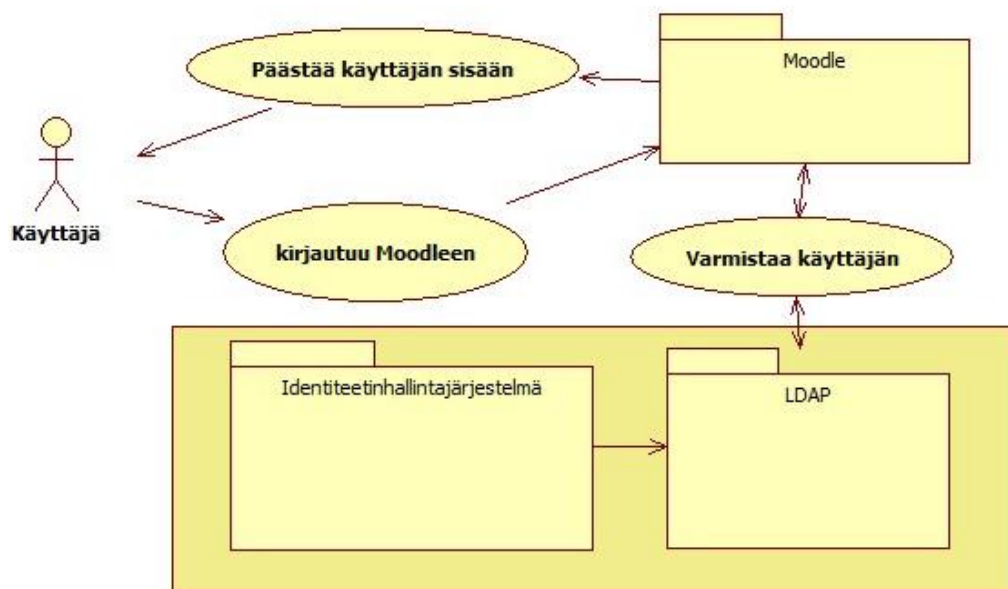 Päästää käyttäjän sisään
Moodle
Käyttäjä
kirjautuu Moodleen
Varmistaa käyttäjän
Identiteetinhallintajärjestelmä
LDAP